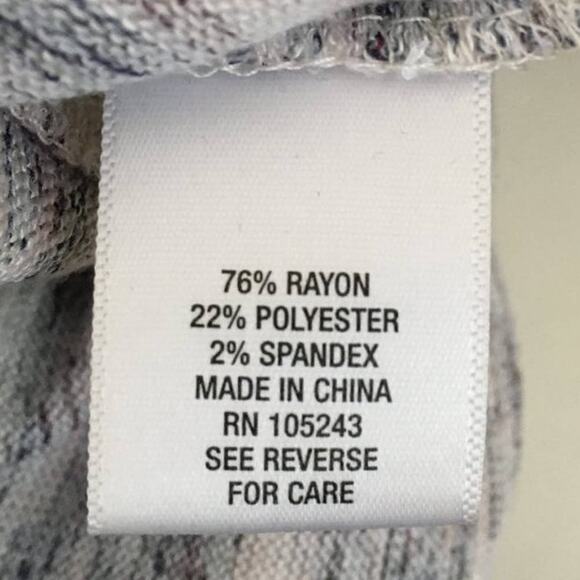 76% RAYON
22% POLYESTER
2% SPANDEX
MADE IN CHINA
RN 105243
SEE REVERSE
FOR CARE